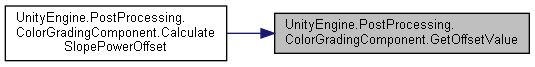 UnityEngine.PostProcessing.
ColorGradingComponent.Calculate
SlopePowerOffset
UnityEngine.PostProcessing.
ColorGradingComponent.GetOffsetValue